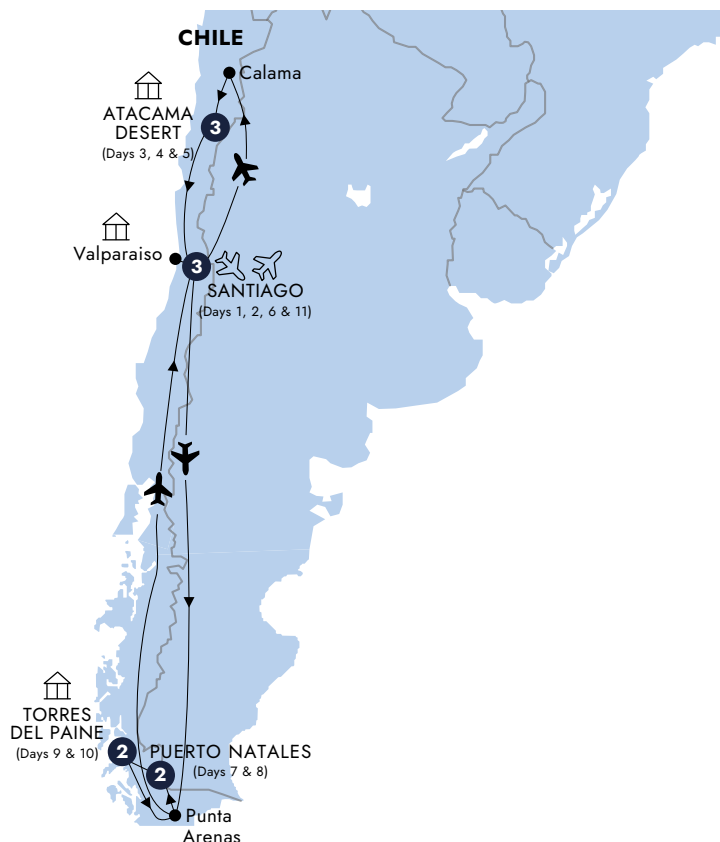 CHILE
Calama
ATACAMA
DESERT
(Days 3, 4 & 5)
3
Valparaiso
3
SANTIAGO
(Days 1, 2, 6 & 11)
TORRES
DEL PAINE
(Days 9 & 10)
2
PUERTO NATALES
(Days 7 & 8)
2
Punta
Arenas